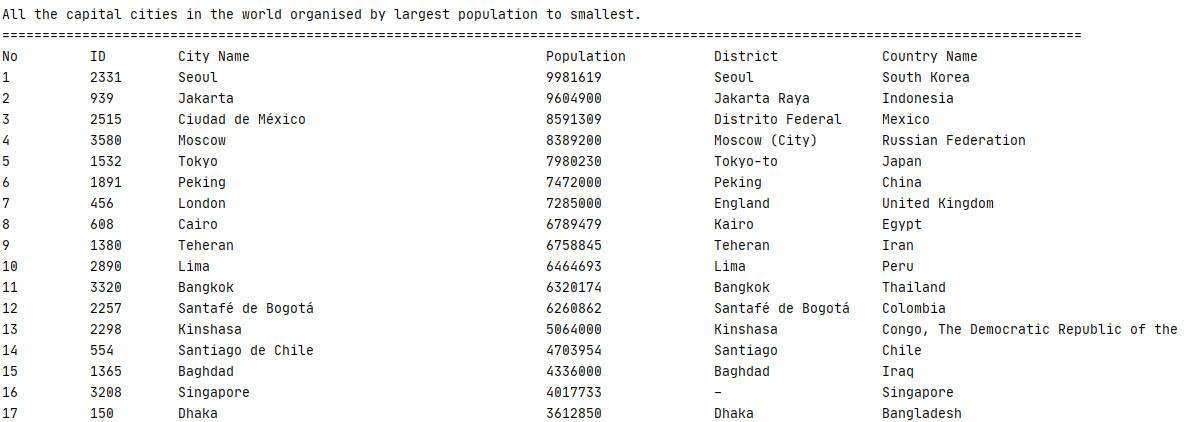 All the capital cities in the world organised by largest population to smallest.
=======================================================================================================================================
No ID City Name Population District Country Name
1 2331 Seoul 9981619 Seoul South Korea
2 939 Jakarta 9604900 Jakarta Raya Indonesia
3 2515 Ciudad de México 8591309 Distrito Federal Mexico
4 3580 Moscow 8389200 Moscow (City) Russian Federation
5 1532 Tokyo 7980230 Tokyo-to Japan
6 1891 Peking 7472000 Peking China
7 456 London 7285000 England United Kingdom
8 608 Cairo 6789479 Kairo Egypt
9 1380 Teheran 6758845 Teheran Iran
10 2890 Lima 6464693 Lima Peru
11 3320 Bangkok 6320174 Bangkok Thailand
12 2257 Santafé de Bogotá 6260862 Santafé de Bogotá Colombia
13 2298 Kinshasa 5064000 Kinshasa Congo, The Democratic Republic of the
14 554 Santiago de Chile 4703954 Santiago Chile
15 1365 Baghdad 4336000 Baghdad Iraq
16 3208 Singapore 4017733 – Singapore
17 150 Dhaka 3612850 Dhaka Bangladesh